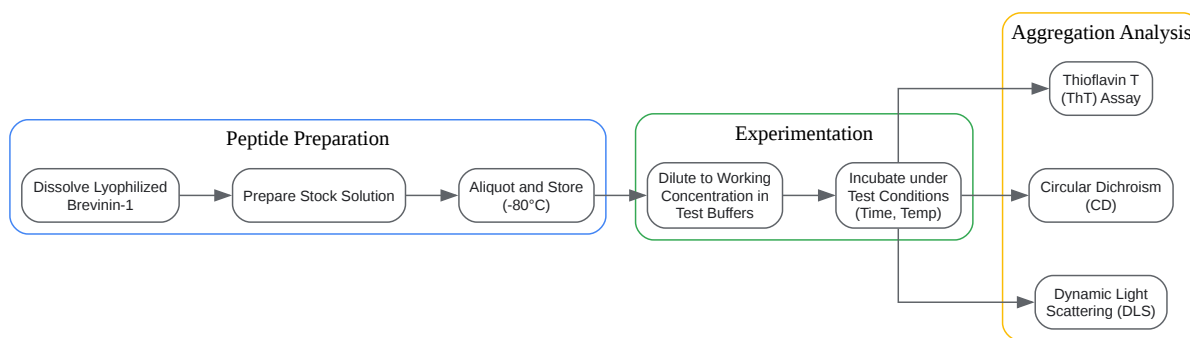 Peptide Preparation
Dissolve Lyophilized
Brevinin-1
Prepare Stock Solution
Aliquot and Store
(-80°C)
Experimentation
Dilute to Working
Concentration in
Test Buffers
Incubate under
Test Conditions
(Time, Temp)
Aggregation Analysis
Thioflavin T
(ThT) Assay
Circular Dichroism
(CD)
Dynamic Light
Scattering (DLS)